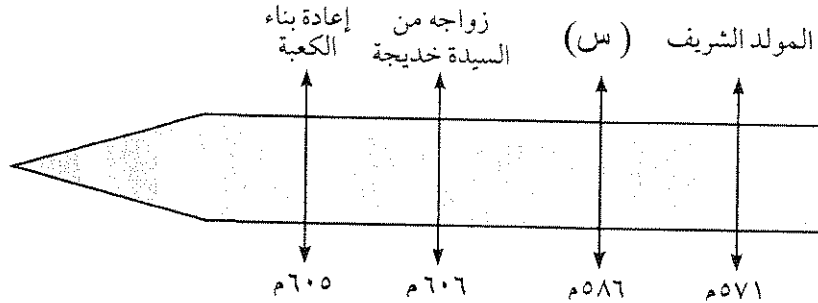 المولد الشريف
(س)
زواجه من
السيدة خديجة
إعادة بناء
الكعبة
٥٧١م
٥٨٦م
٦٠٦م
٦٠٥م